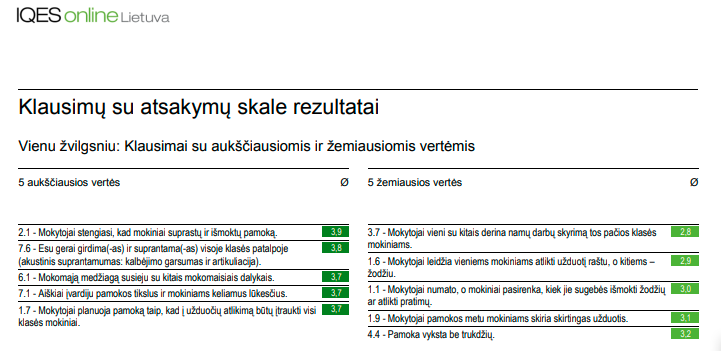 IQES online Lietuva
Klausimų su atsakymų skale rezultatai
Vienu žvilgsniu: Klausimai su aukščiausiomis ir žemiausiomis vertėmis
5 aukščiausios vertės Ø
2.1 - Mokytojai stengiasi, kad mokiniai suprastų ir išmoktų pamoką. 3,9
7.6 - Esu gerai girdima(-as) ir suprantama(-as) visoje klasės patalpoje 3,8
(akustinis suprantamumas: kalbėjimo garsumas ir artikuliacija).
6.1 - Mokomąją medžiagą susieju su kitais mokomaisiais dalykais. 3,7
7.1 - Aiškiai įvardiju pamokos tikslus ir mokiniams keliamus lūkesčius. 3,7
1.7 - Mokytojai planuoja pamoką taip, kad į užduočių atlikimą būtų įtraukti visi 3,7
klasės mokiniai.
5 žemiausios vertės Ø
3.7 - Mokytojai vieni su kitais derina namų darbų skyrimą tos pačios klasės 2,8
mokiniams.
1.6 - Mokytojai leidžia vieniems mokiniams atlikti užduotį raštu, o kitiems – 2,9
žodžiu.
1.1 - Mokytojai numato, o mokiniai pasirenka, kiek jie sugebės išmokti žodžių 3,0
ar atlikti pratimų.
1.9 - Mokytojai pamokos metu mokiniams skiria skirtingas užduotis. 3,1
4.4 - Pamoka vyksta be trukdžių. 3,2